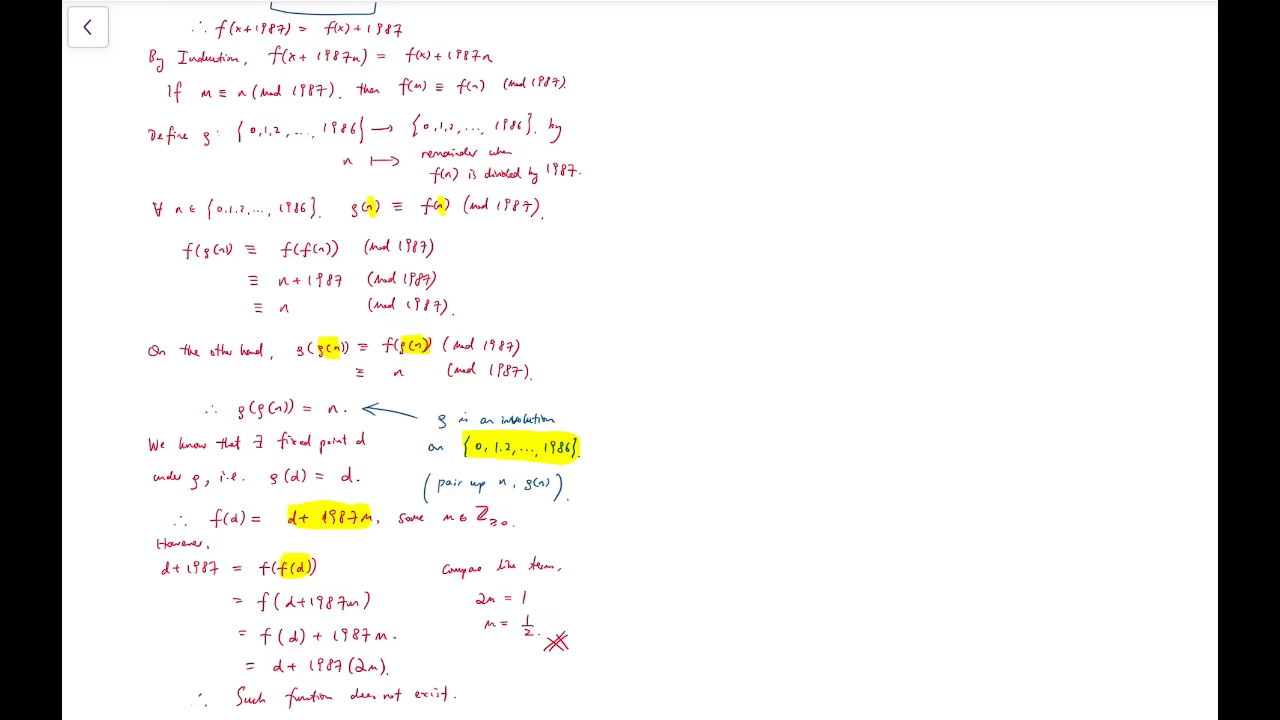 ∴ f(x+1987) = f(x)+1987
By Induction, f(x+1987n) = f(x)+1987n
If m ≡ n (mod 1987), then f(m) ≡ f(n) (mod 1987).
Define g: {0,1,2,...,1986} → {0,1,2,...,1986}, by
n ↦ remainder when
f(n) is divided by 1987.
∀ n ∈ {0,1,2,...,1986}, g(n) ≡ f(n) (mod 1987).
f(g(n)) ≡ f(f(n)) (mod 1987)
≡ n+1987 (mod 1987)
≡ n (mod 1987).
On the other hand, g(g(n)) ≡ f(g(n)) (mod 1987)
≡ n (mod 1987).
∴ g(g(n)) = n.
g is an involution
on {0,1,2,...,1986}.
(pair up n, g(n)).
We know that ∃ fixed point d
under g, i.e. g(d) = d.
∴ f(d) = d+1987m, some m ∈ ℤ≥0.
However,
d+1987 = f(f(d))
= f(d+1987m)
= f(d)+1987m.
= d+1987(2m).
Compare like terms,
2m = 1
m = 1/2.
∴ Such function does not exist.